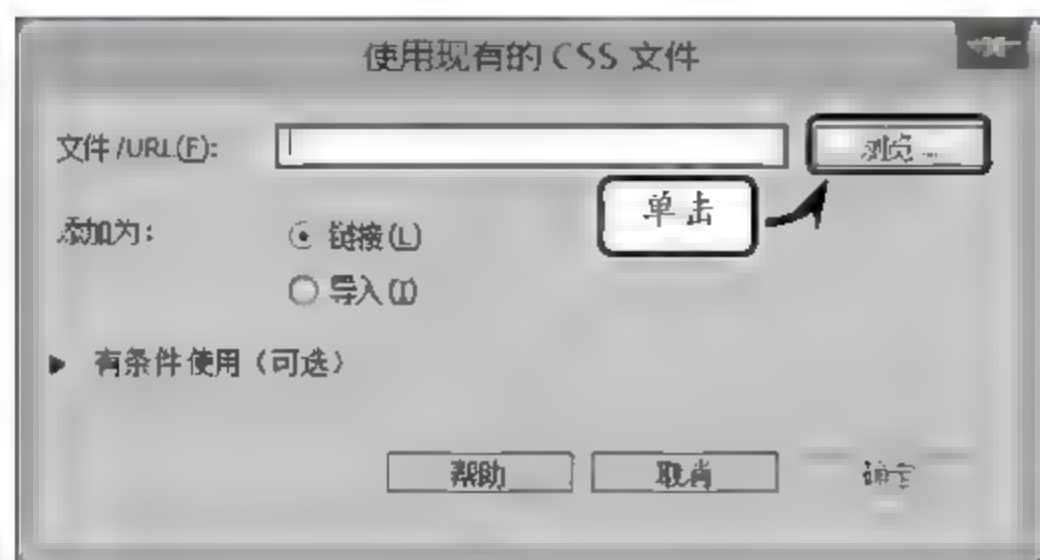 使用现有的 CSS 文件
文件/URL(F):
浏览...
单击
添加为:
链接(L)
导入(I)
有条件使用（可选）
帮助
取消
确定